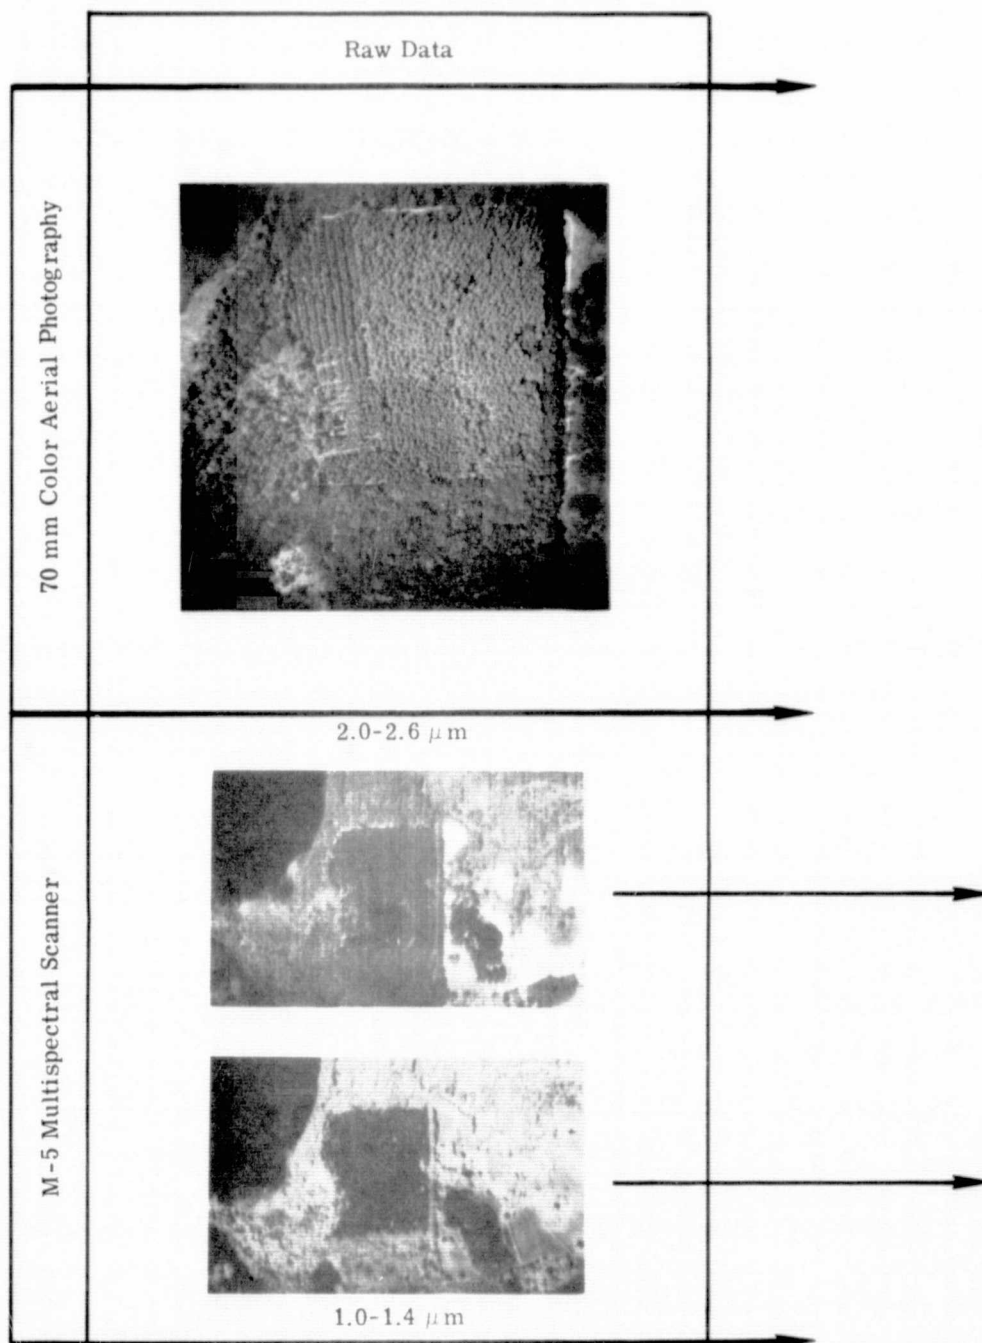 Raw Data
70 mm Color Aerial Photography
2.0-2.6 μm
M-5 Multispectral Scanner
1.0-1.4 μm